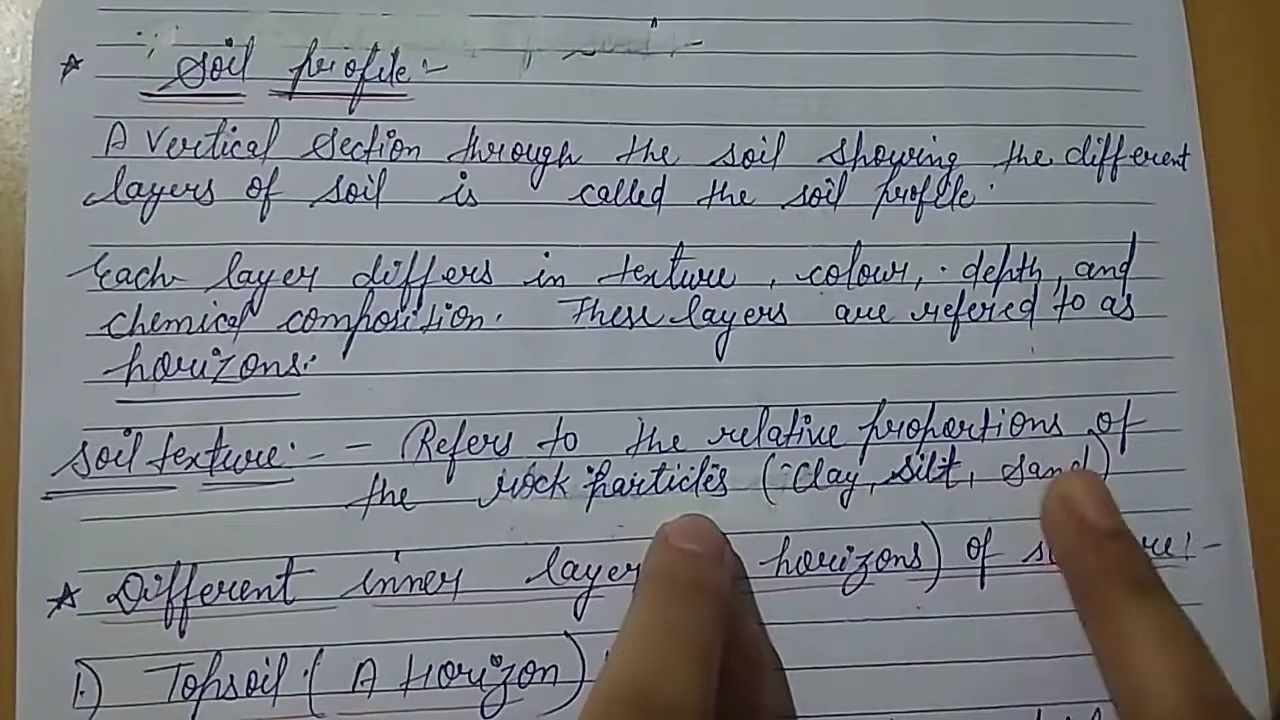 * Soil profile :-
A vertical section through the soil showing the different
layers of soil is called the soil profile.
Each layer differs in texture, colour, depth, and
chemical composition. These layers are refered to as
horizons.
Soil texture - Refers to the relative proportions of
the rock particles (clay, silt, sand)
* Different inner layer horizons) of are :-
1.) Topsoil (A Horizon)